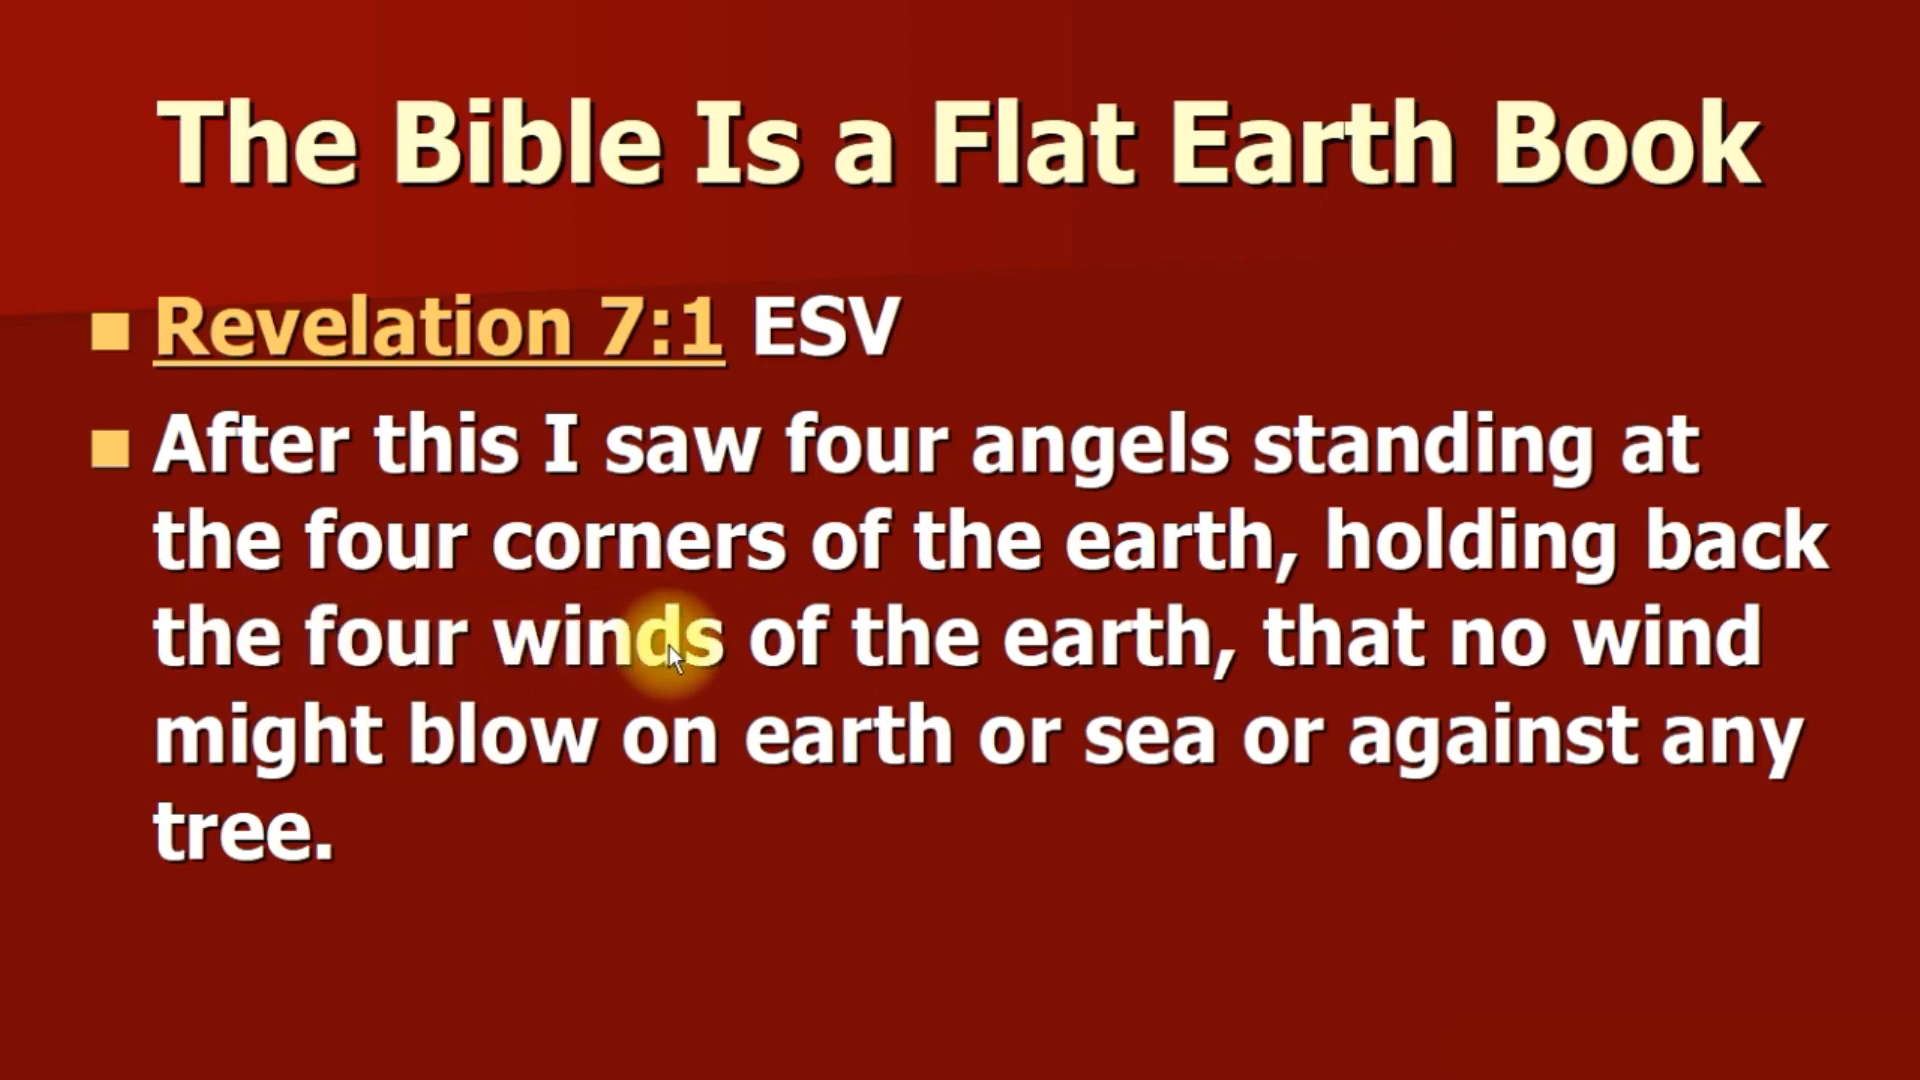 The Bible Is a Flat Earth Book
Revelation 7:1 ESV
After this I saw four angels standing at
the four corners of the earth, holding back
the four winds of the earth, that no wind
might blow on earth or sea or against any
tree.